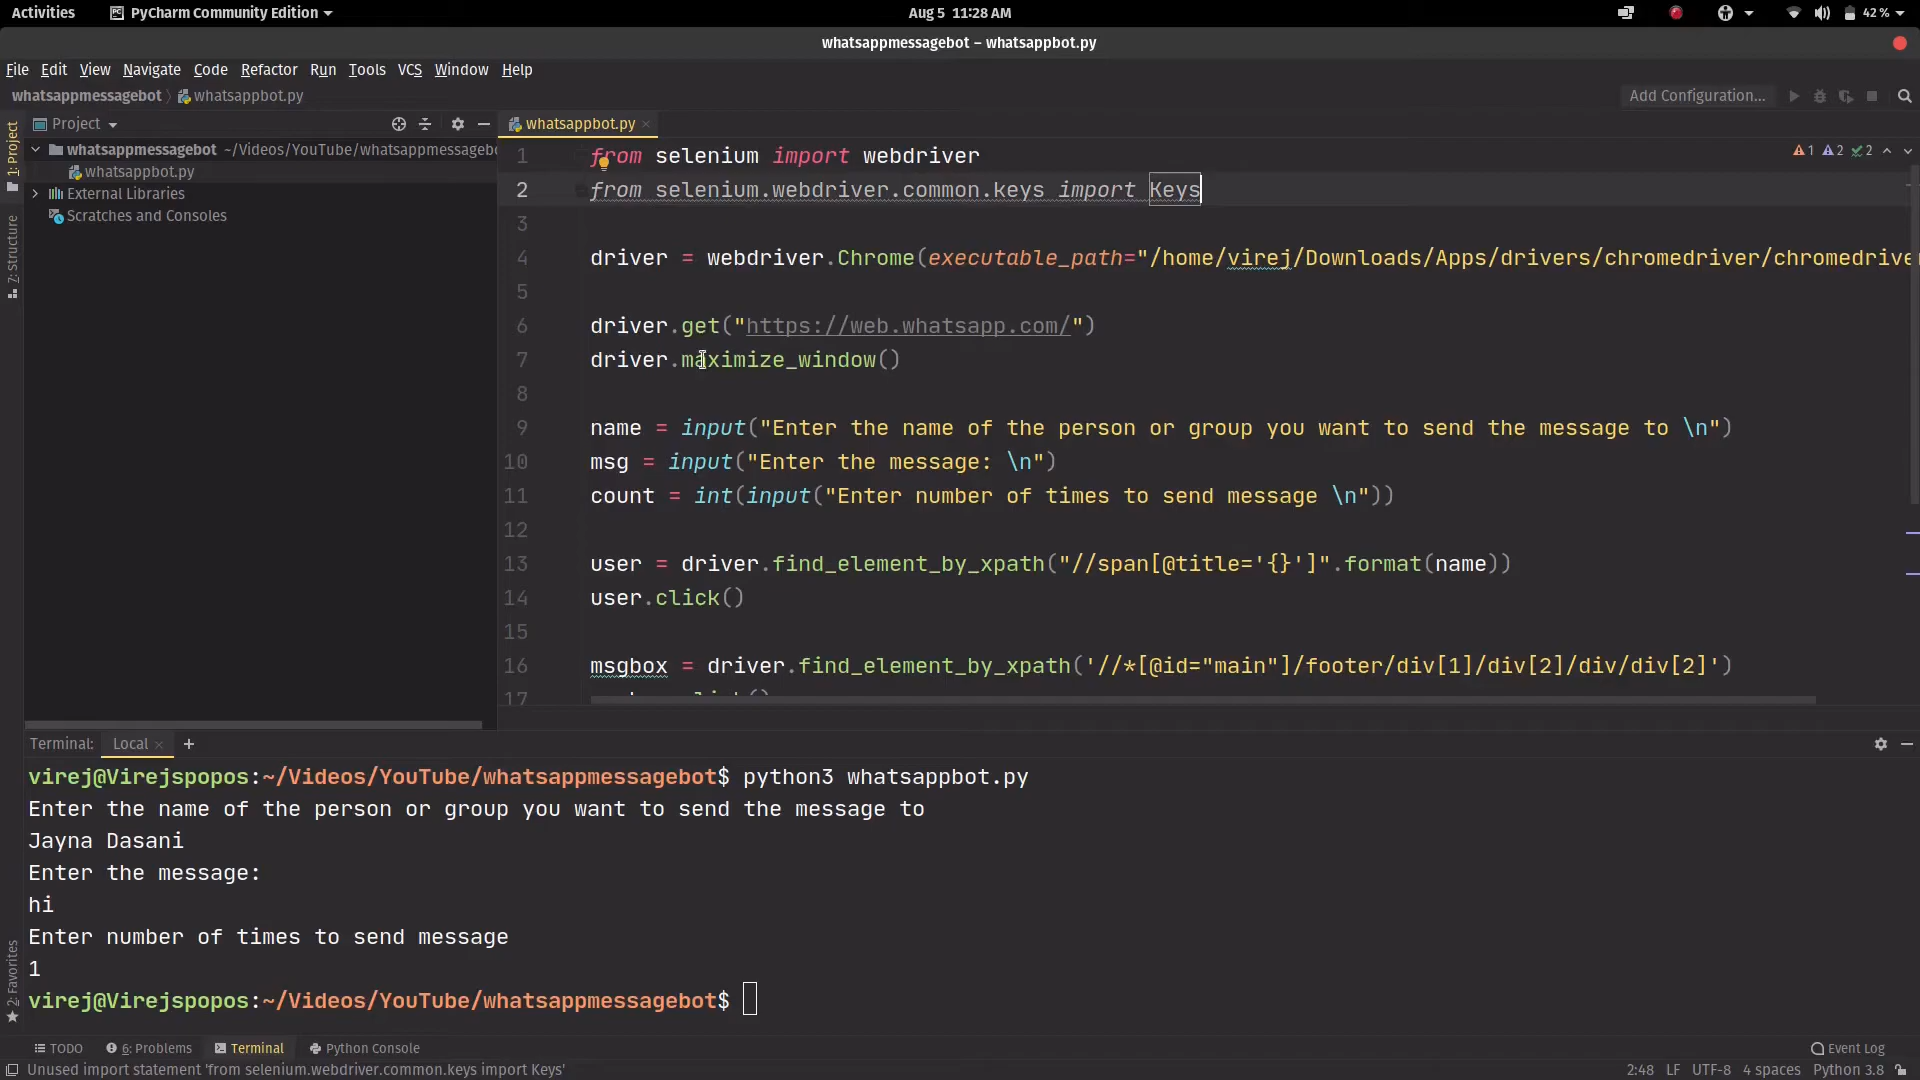 Activities
PyCharm Community Edition
Aug 5 11:28 AM
42 %
whatsappmessagebot – whatsappbot.py
File Edit View Navigate Code Refactor Run Tools VCS Window Help
whatsappmessagebot whatsappbot.py
Add Configuration...
1: Project
7: Structure
2: Favorites
Project
whatsappmessagebot ~/Videos/YouTube/whatsappmessagebo
whatsappbot.py
External Libraries
Scratches and Consoles
whatsappbot.py
1 2 2
1 from selenium import webdriver
2 from selenium.webdriver.common.keys import Keys
3
4 driver = webdriver.Chrome(executable_path="/home/virej/Downloads/Apps/drivers/chromedriver/chromedrive
5
6 driver.get("https://web.whatsapp.com/")
7 driver.maximize_window()
8
9 name = input("Enter the name of the person or group you want to send the message to \n")
10 msg = input("Enter the message: \n")
11 count = int(input("Enter number of times to send message \n"))
12
13 user = driver.find_element_by_xpath("//span[@title='{}']".format(name))
14 user.click()
15
16 msgbox = driver.find_element_by_xpath('//*[@id="main"]/footer/div[1]/div[2]/div/div[2]')
17
Terminal: Local +
virej@Virejspopos:~/Videos/YouTube/whatsappmessagebot$ python3 whatsappbot.py
Enter the name of the person or group you want to send the message to
Jayna Dasani
Enter the message:
hi
Enter number of times to send message
1
virej@Virejspopos:~/Videos/YouTube/whatsappmessagebot$
TODO 6: Problems Terminal Python Console
Event Log
Unused import statement 'from selenium.webdriver.common.keys import Keys'
2:48 LF UTF-8 4 spaces Python 3.8